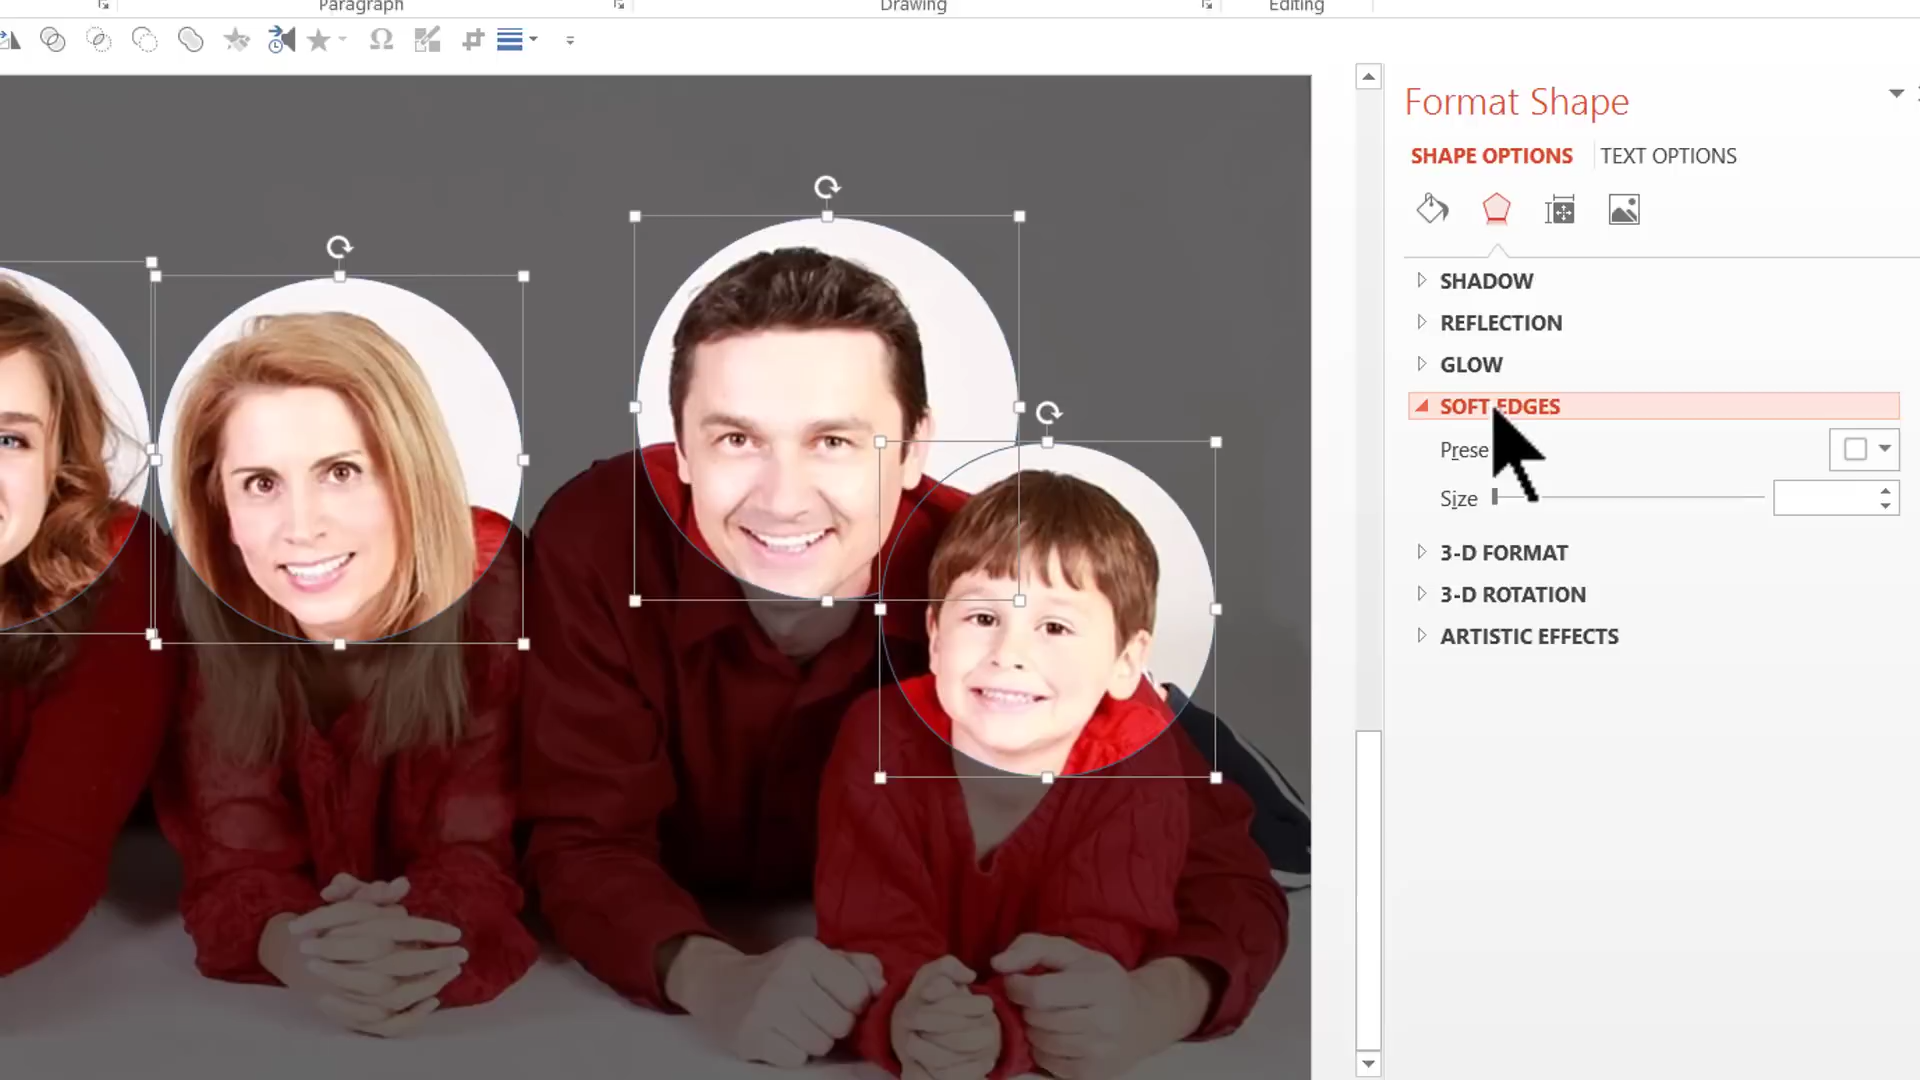 Paragraph
Drawing
Editing
Format Shape
SHAPE OPTIONS
TEXT OPTIONS
SHADOW
REFLECTION
GLOW
SOFT EDGES
Prese
Size
3-D FORMAT
3-D ROTATION
ARTISTIC EFFECTS